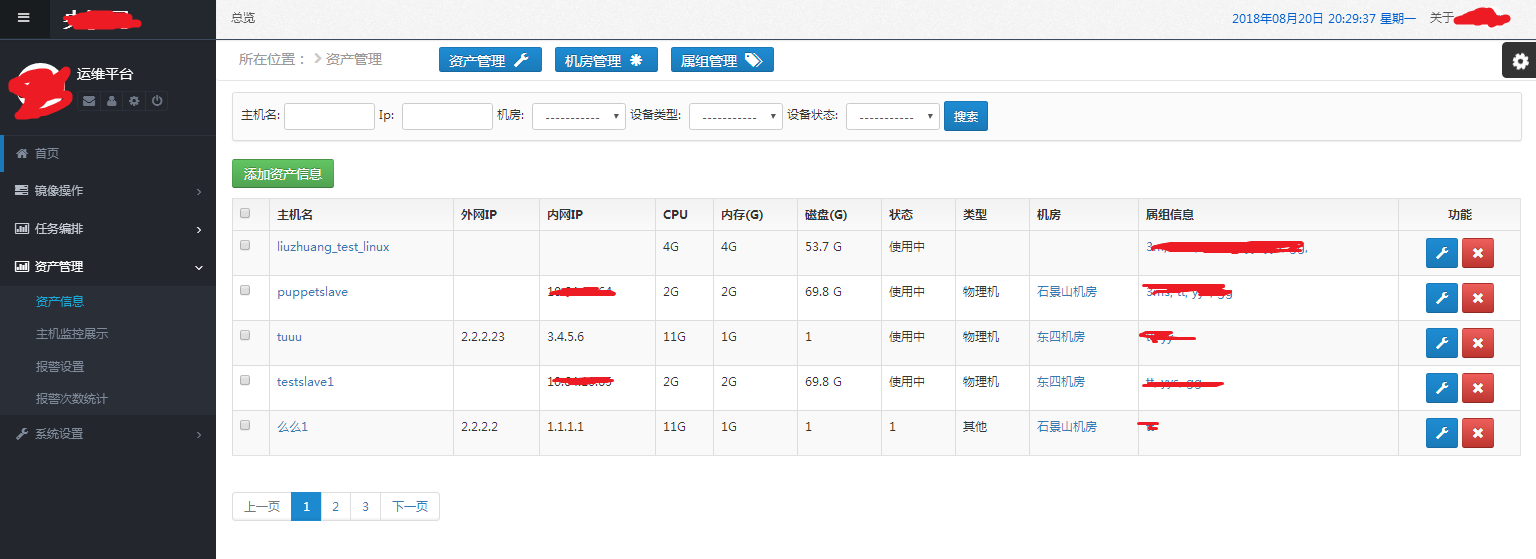 总览 2018年08月20日 20:29:37 星期一 关于
运维平台
首页
镜像操作
任务编排
资产管理
资产信息
主机监控展示
报警设置
报警次数统计
系统设置
所在位置： 资产管理 资产管理 机房管理 属组管理
主机名: Ip: 机房: ----------- 设备类型: ----------- 设备状态: ----------- 搜索
添加资产信息
主机名 外网IP 内网IP CPU 内存(G) 磁盘(G) 状态 类型 机房 属组信息 功能
liuzhuang_test_linux 4G 4G 53.7 G 使用中
puppetslave 2G 2G 69.8 G 使用中 物理机 石景山机房
tuuu 2.2.2.23 3.4.5.6 11G 1G 1 使用中 物理机 东四机房
testslave1 2G 2G 69.8 G 使用中 物理机 东四机房
么么1 2.2.2.2 1.1.1.1 11G 1G 1 1 其他 石景山机房
上一页 1 2 3 下一页